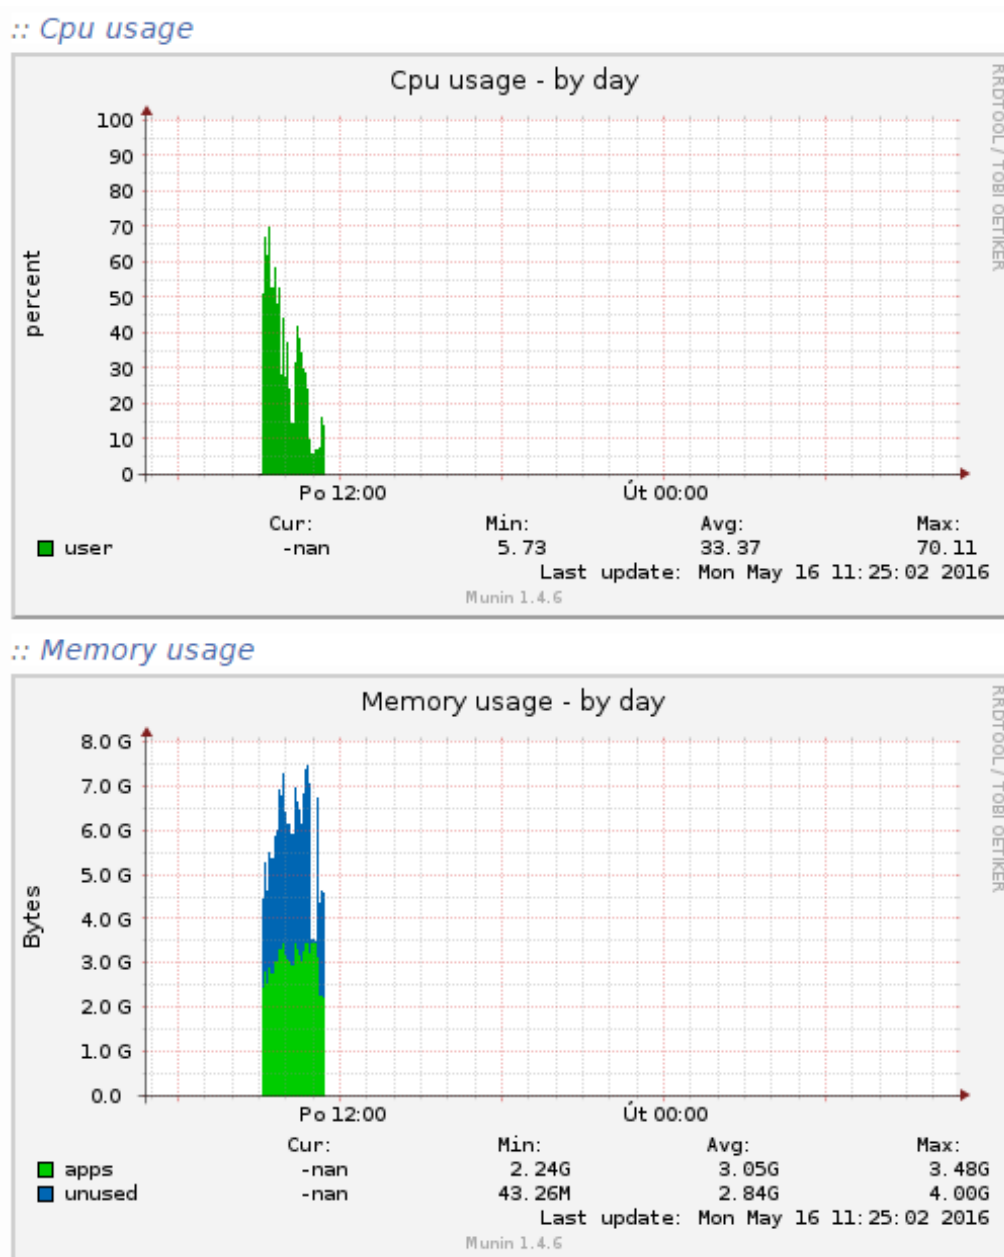 :: Cpu usage
Cpu usage - by day
RRDTOOL / TOBI OETIKER
percent
100
90
80
70
60
50
40
30
20
10
0
Po 12:00 Út 00:00
Cur: Min: Avg: Max:
user -nan 5.73 33.37 70.11
Last update: Mon May 16 11:25:02 2016
Munin 1.4.6
:: Memory usage
Memory usage - by day
RRDTOOL / TOBI OETIKER
Bytes
8.0 G
7.0 G
6.0 G
5.0 G
4.0 G
3.0 G
2.0 G
1.0 G
0.0
Po 12:00 Út 00:00
Cur: Min: Avg: Max:
apps -nan 2.24G 3.05G 3.48G
unused -nan 43.26M 2.84G 4.00G
Last update: Mon May 16 11:25:02 2016
Munin 1.4.6